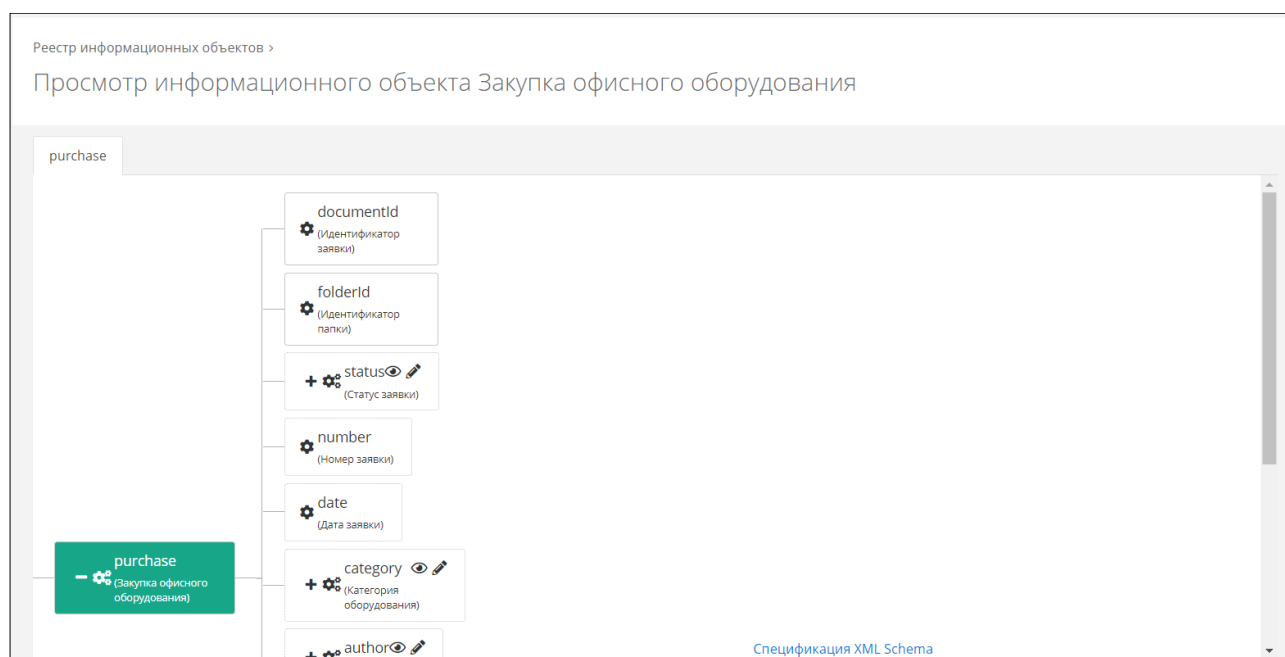 Реестр информационных объектов >
Просмотр информационного объекта Закупка офисного оборудования
purchase
documentId
(Идентификатор
заявки)
folderId
(Идентификатор
папки)
status
(Статус заявки)
number
(Номер заявки)
date
(Дата заявки)
purchase
(Закупка офисного
оборудования)
category
(Категория
оборудования)
author
Спецификация XML Schema